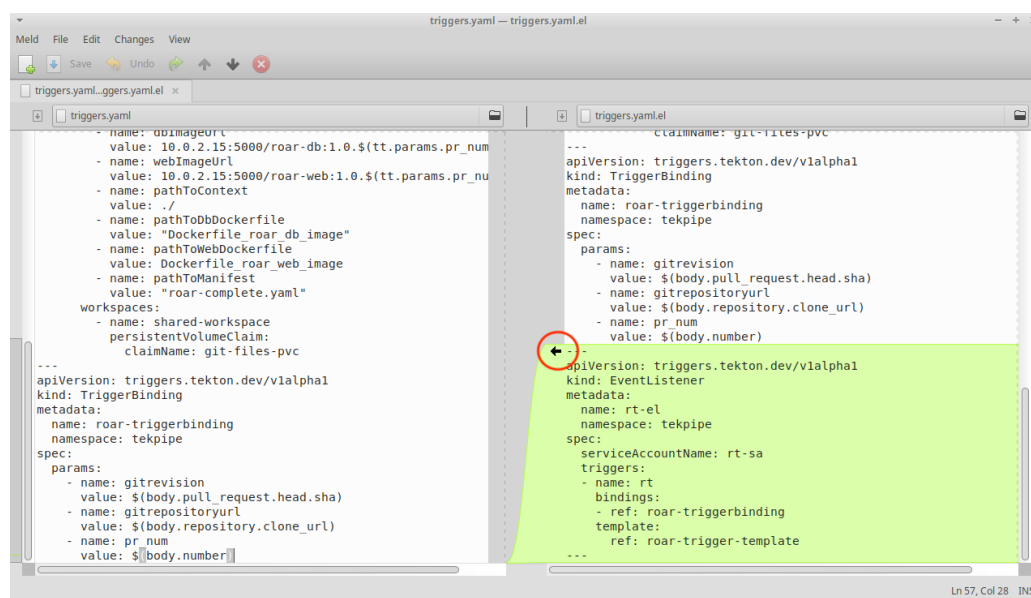 triggers.yaml — triggers.yaml.el
Meld File Edit Changes View
Save Undo
triggers.yaml...ggers.yaml.el ×
triggers.yaml
- name: dbImageUrl
value: 10.0.2.15:5000/roar-db:1.0.$(tt.params.pr_num
- name: webImageUrl
value: 10.0.2.15:5000/roar-web:1.0.$(tt.params.pr_nu
- name: pathToContext
value: ./
- name: pathToDbDockerfile
value: "Dockerfile_roar_db_image"
- name: pathToWebDockerfile
value: Dockerfile_roar_web_image
- name: pathToManifest
value: "roar-complete.yaml"
workspaces:
- name: shared-workspace
persistentVolumeClaim:
claimName: git-files-pvc
---
apiVersion: triggers.tekton.dev/v1alpha1
kind: TriggerBinding
metadata:
name: roar-triggerbinding
namespace: tekpipe
spec:
params:
- name: gitrevision
value: $(body.pull_request.head.sha)
- name: gitrepositoryurl
value: $(body.repository.clone_url)
- name: pr_num
value: $(body.number)
triggers.yaml.el
claimName: git-files-pvc
---
apiVersion: triggers.tekton.dev/v1alpha1
kind: TriggerBinding
metadata:
name: roar-triggerbinding
namespace: tekpipe
spec:
params:
- name: gitrevision
value: $(body.pull_request.head.sha)
- name: gitrepositoryurl
value: $(body.repository.clone_url)
- name: pr_num
value: $(body.number)
---
apiVersion: triggers.tekton.dev/v1alpha1
kind: EventListener
metadata:
name: rt-el
namespace: tekpipe
spec:
serviceAccountName: rt-sa
triggers:
- name: rt
bindings:
- ref: roar-triggerbinding
template:
ref: roar-trigger-template
---
Ln 57, Col 28 INS